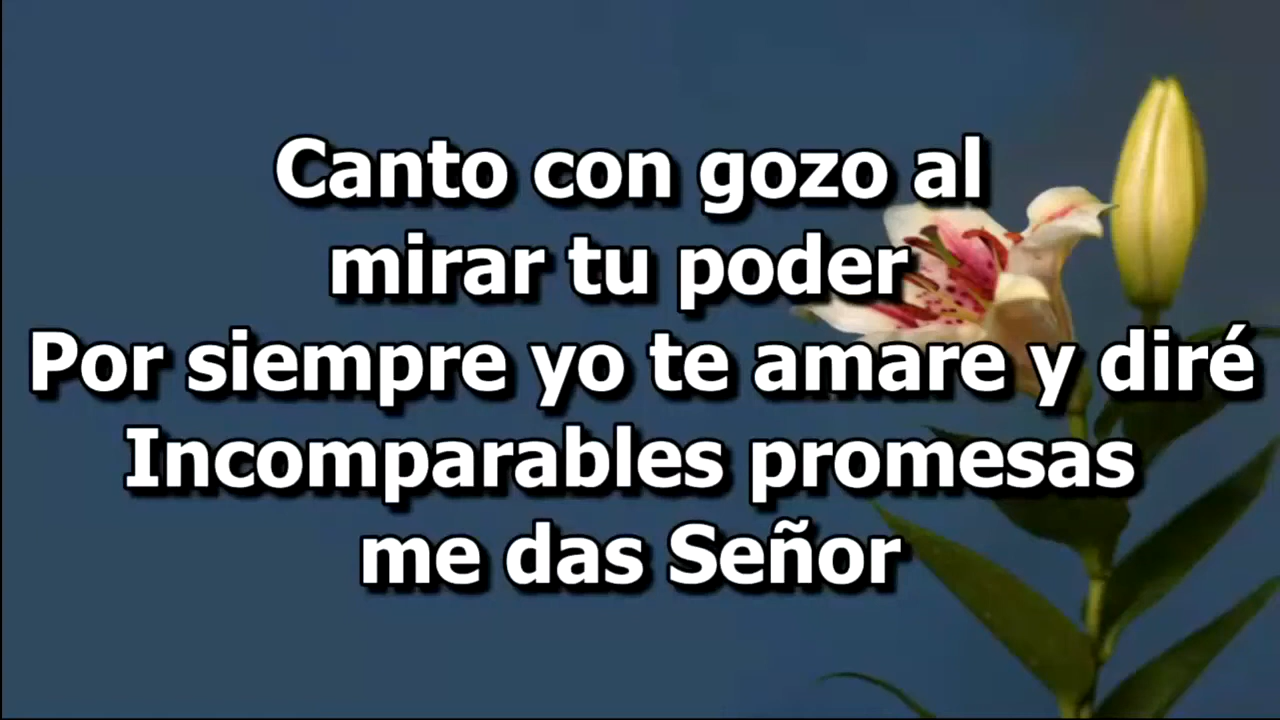 Canto con gozo al
mirar tu poder
Por siempre yo te amare y diré
Incomparables promesas
me das Señor